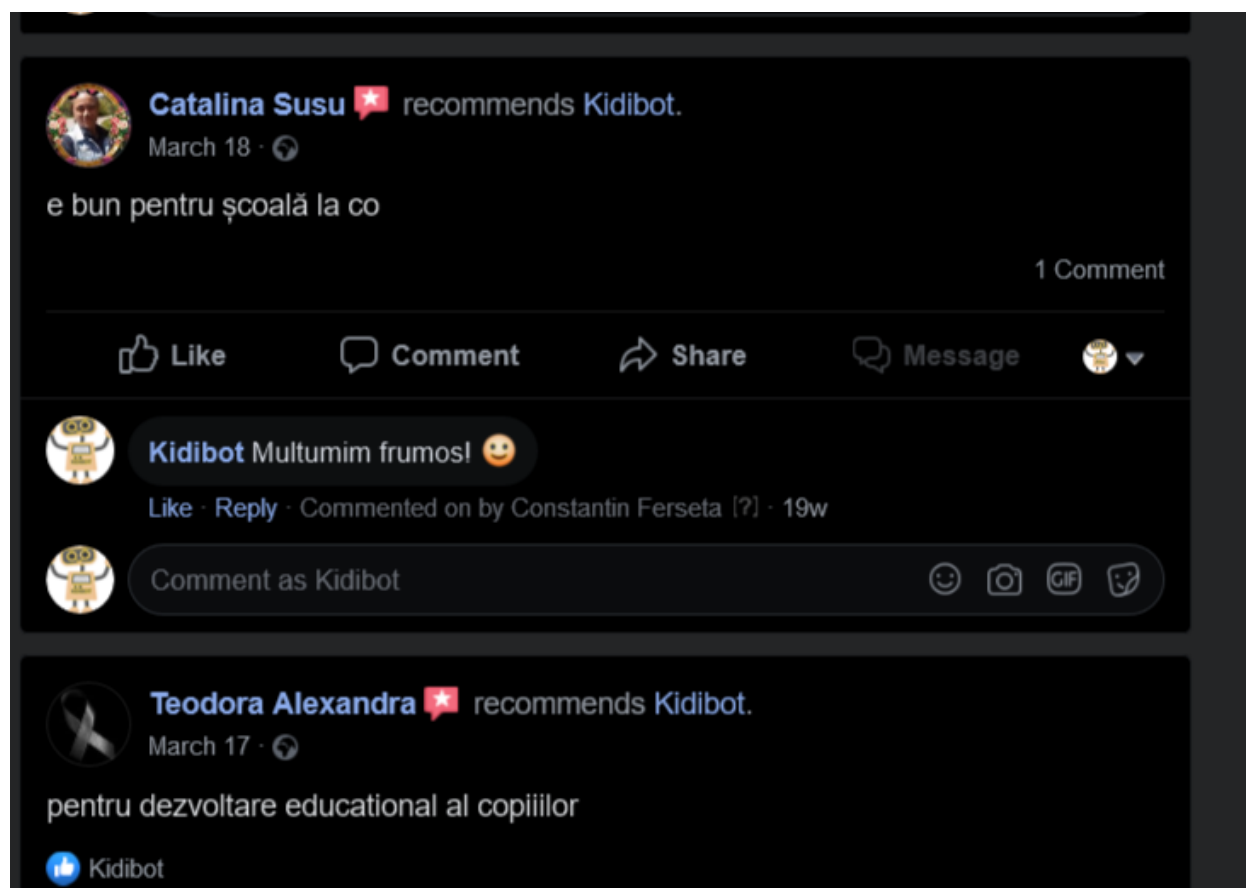 Catalina Susu recommends Kidibot.
March 18 ·
e bun pentru școală la co
1 Comment
Like Comment Share Message
Kidibot Multumim frumos!
Like · Reply · Commented on by Constantin Ferseta [?] · 19w
Comment as Kidibot
GIF
Teodora Alexandra recommends Kidibot.
March 17 ·
pentru dezvoltare educational al copiiilor
Kidibot